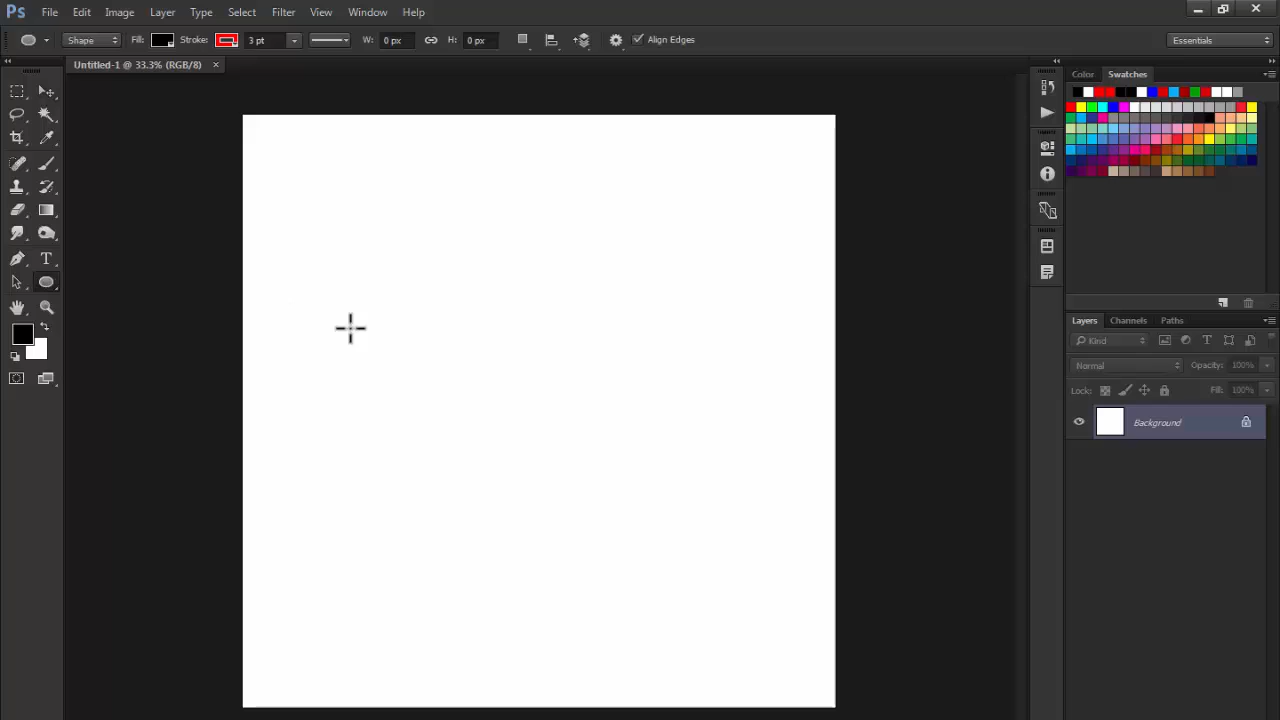 Ps File Edit Image Layer Type Select Filter View Window Help
Shape Fill: Stroke: 3 pt W: 0 px H: 0 px Align Edges Essentials
Untitled-1 @ 33.3% (RGB/8) ×
Color Swatches
T
Layers Channels Paths
Kind T
Normal Opacity: 100%
Lock: Fill: 100%
Background